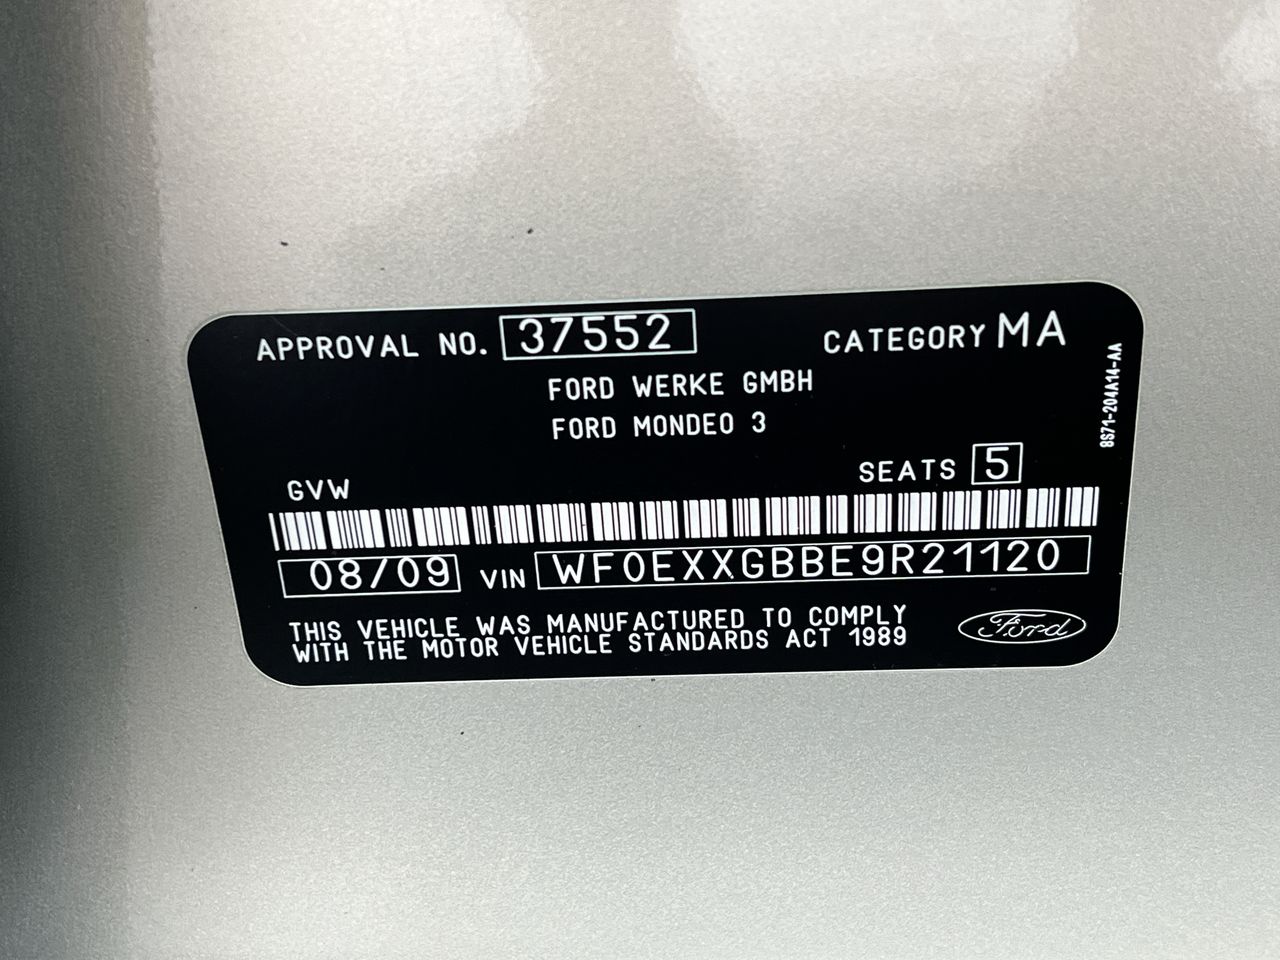 APPROVAL NO. 37552 CATEGORY MA
FORD WERKE GMBH
FORD MONDEO 3
8S71-204A14-AA
SEATS 5
GVW
08/09 VIN WF0EXXGBBE9R21120
THIS VEHICLE WAS MANUFACTURED TO COMPLY
WITH THE MOTOR VEHICLE STANDARDS ACT 1989
Ford